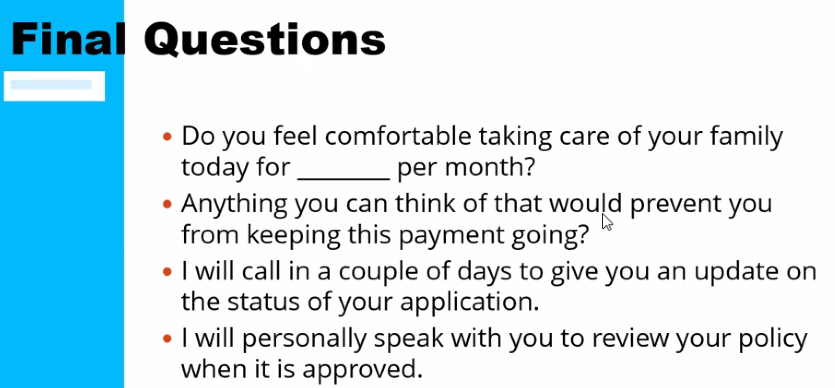 Final Questions
• Do you feel comfortable taking care of your family
today for ________ per month?
• Anything you can think of that would prevent you
from keeping this payment going?
• I will call in a couple of days to give you an update on
the status of your application.
• I will personally speak with you to review your policy
when it is approved.